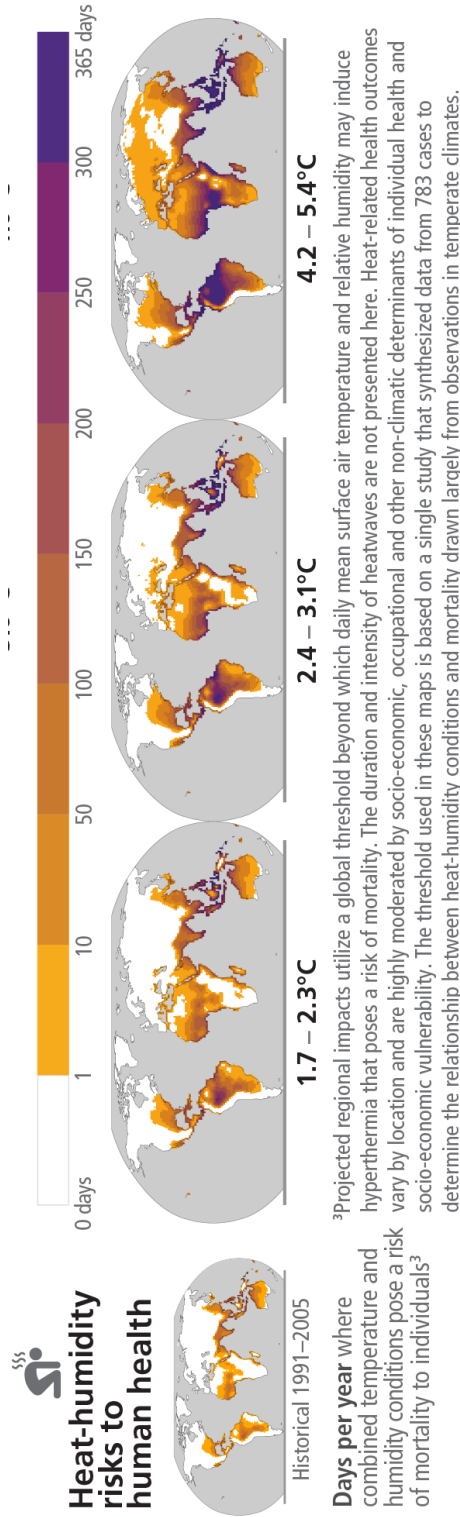 Heat-humidity
risks to
human health
0 days 1 10 50 100 150 200 250 300 365 days
Historical 1991–2005
1.7 – 2.3°C
2.4 – 3.1°C
4.2 – 5.4°C
Days per year where
combined temperature and
humidity conditions pose a risk
of mortality to individuals³
³Projected regional impacts utilize a global threshold beyond which daily mean surface air temperature and relative humidity may induce
hyperthermia that poses a risk of mortality. The duration and intensity of heatwaves are not presented here. Heat-related health outcomes
vary by location and are highly moderated by socio-economic, occupational and other non-climatic determinants of individual health and
socio-economic vulnerability. The threshold used in these maps is based on a single study that synthesized data from 783 cases to
determine the relationship between heat-humidity conditions and mortality drawn largely from observations in temperate climates.